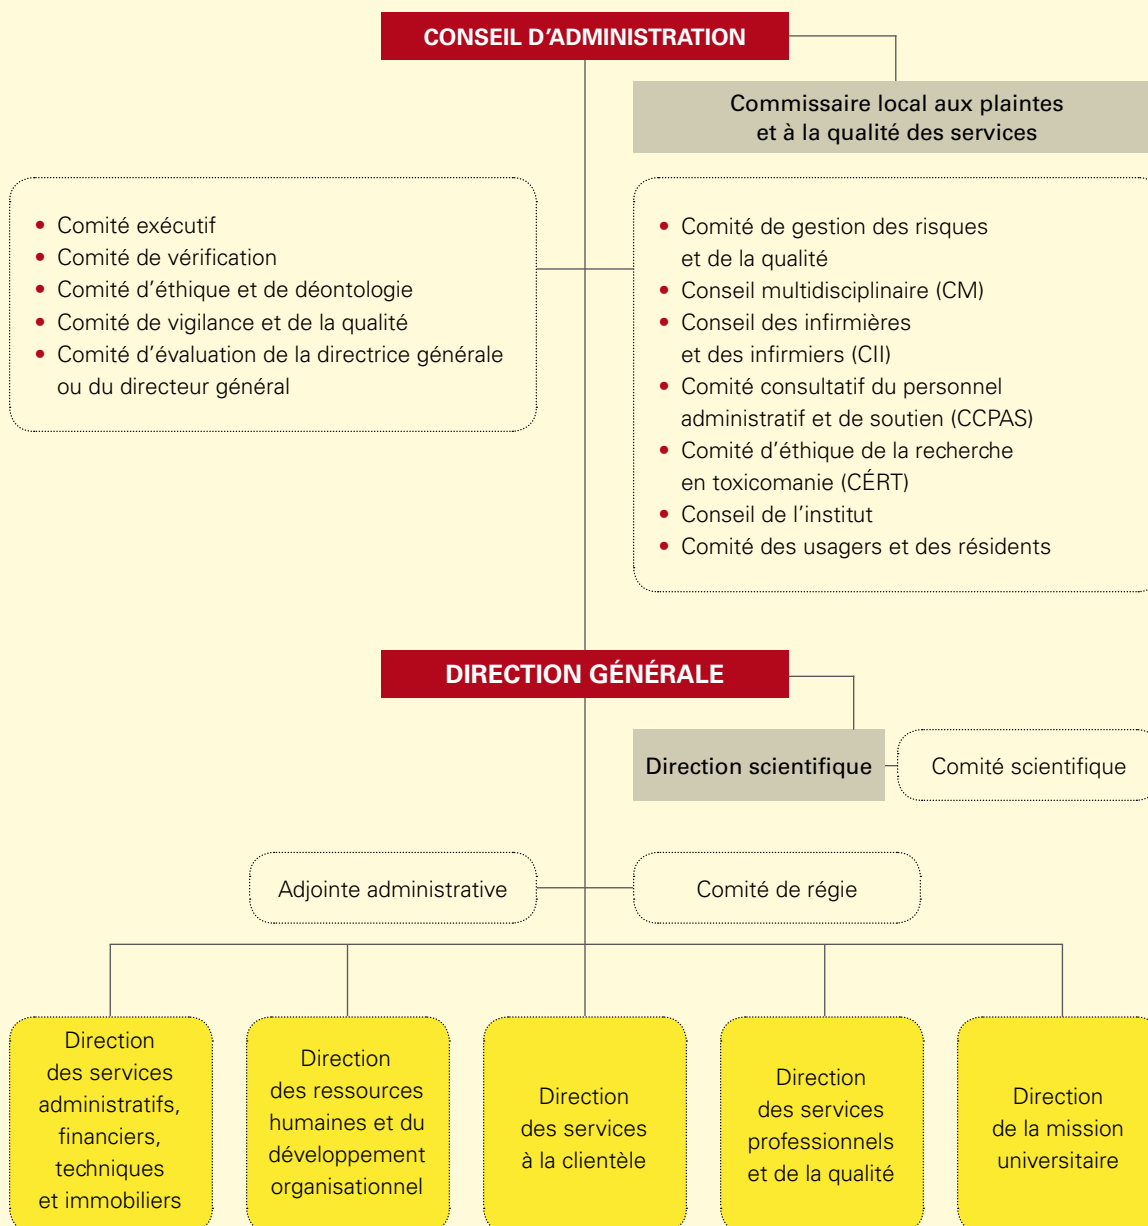 CONSEIL D’ADMINISTRATION
Commissaire local aux plaintes
et à la qualité des services
• Comité exécutif
• Comité de vérification
• Comité d’éthique et de déontologie
• Comité de vigilance et de la qualité
• Comité d’évaluation de la directrice générale
ou du directeur général
• Comité de gestion des risques
et de la qualité
• Conseil multidisciplinaire (CM)
• Conseil des infirmières
et des infirmiers (CII)
• Comité consultatif du personnel
administratif et de soutien (CCPAS)
• Comité d’éthique de la recherche
en toxicomanie (CÉRT)
• Conseil de l’institut
• Comité des usagers et des résidents
DIRECTION GÉNÉRALE
Direction scientifique
Comité scientifique
Adjointe administrative
Comité de régie
Direction
des services
administratifs,
financiers,
techniques
et immobiliers
Direction
des ressources
humaines et du
développement
organisationnel
Direction
des services
à la clientèle
Direction
des services
professionnels
et de la qualité
Direction
de la mission
universitaire